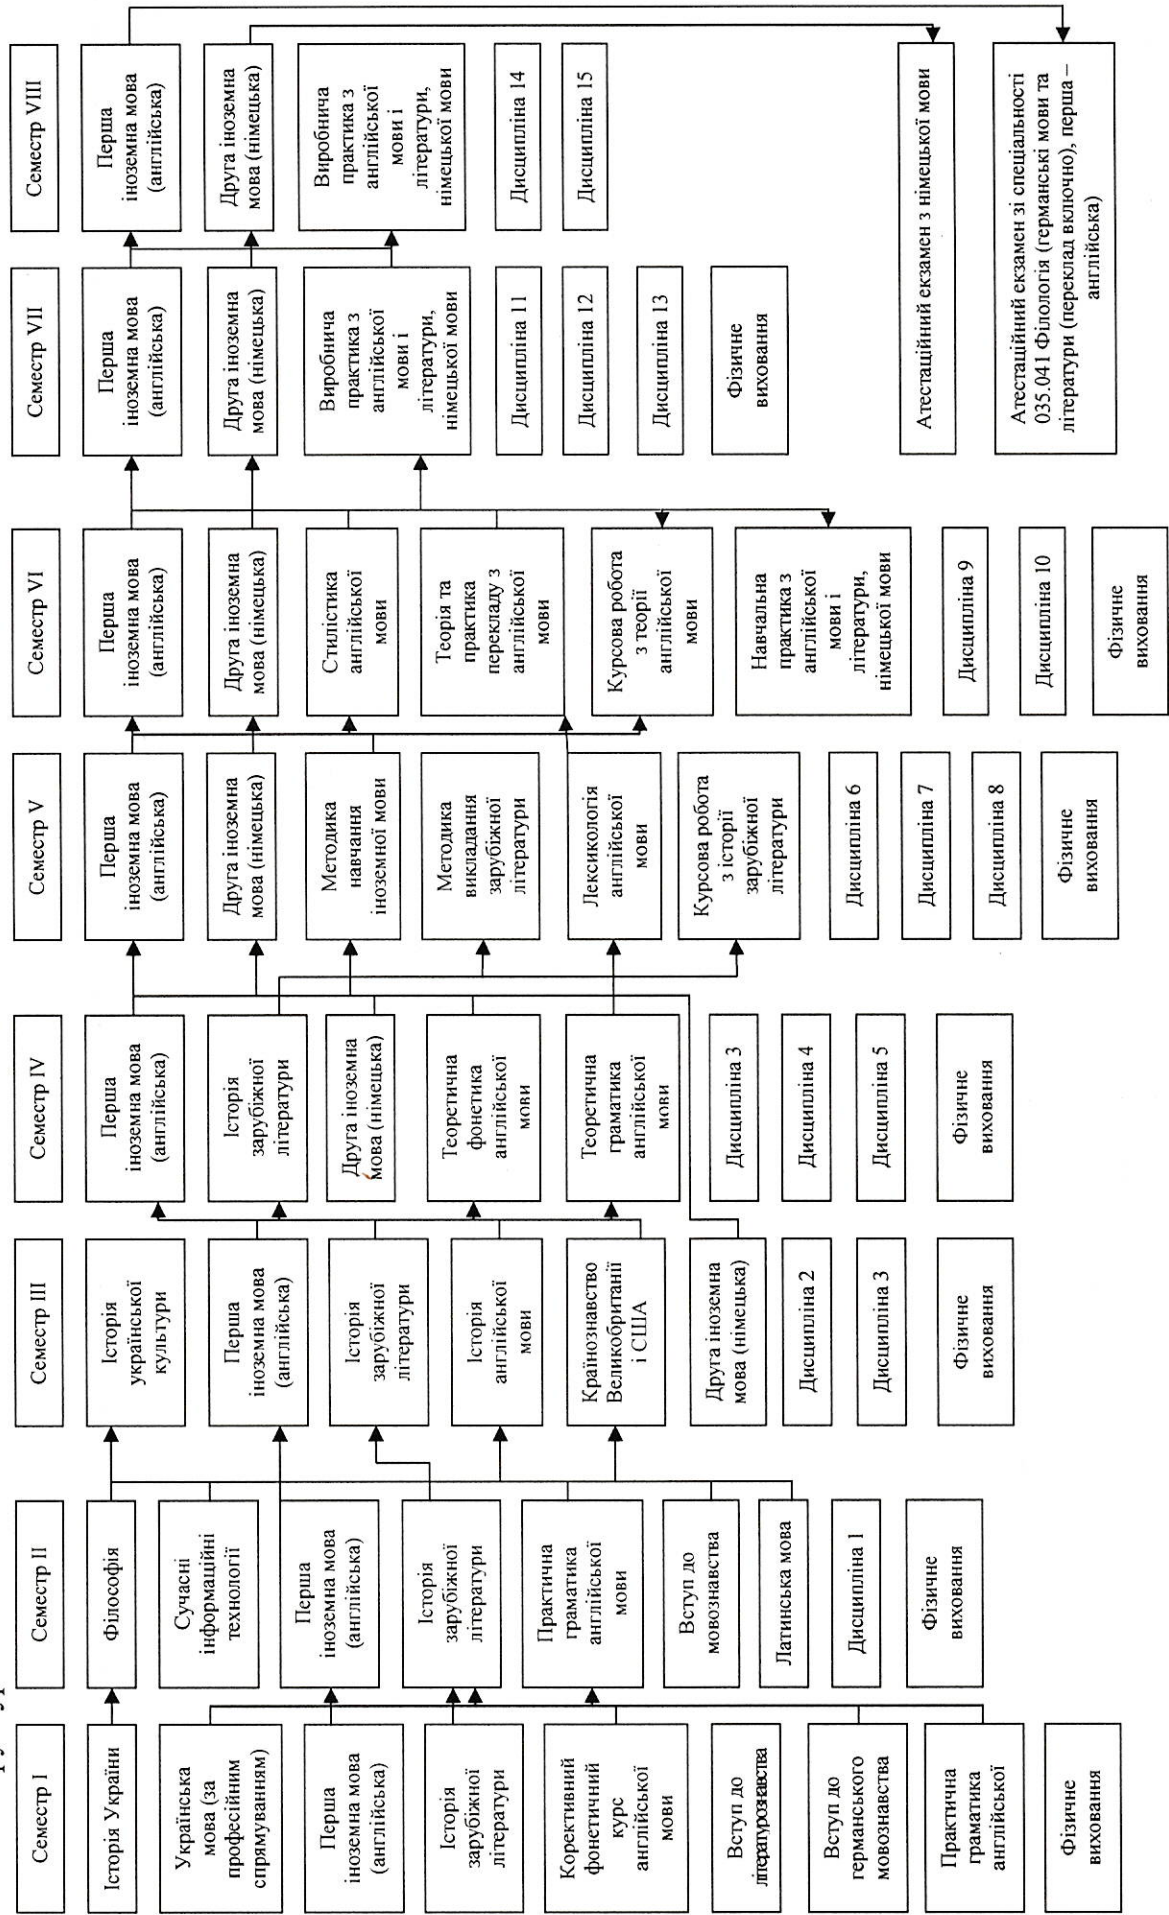 Семестр I
Історія України
Українська
мова (за
професійним
спрямуванням)
Перша
іноземна мова
(англійська)
Історія
зарубіжної
літератури
Корективний
фонетичний
курс
англійської
мови
Вступ до
літературознавства
Вступ до
германського
мовознавства
Практична
граматика
англійської
Фізичне
виховання
Семестр II
Філософія
Сучасні
інформаційні
технології
Перша
іноземна мова
(англійська)
Історія
зарубіжної
літератури
Практична
граматика
англійської
мови
Вступ до
мовознавства
Латинська мова
Дисципліна 1
Фізичне
виховання
Семестр III
Історія
української
культури
Перша
іноземна мова
(англійська)
Історія
зарубіжної
літератури
Історія
англійської
мови
Країнознавство
Великобританії
і США
Друга іноземна
мова (німецька)
Дисципліна 2
Дисципліна 3
Фізичне
виховання
Семестр IV
Перша
іноземна мова
(англійська)
Історія
зарубіжної
літератури
Друга іноземна
мова (німецька)
Теоретична
фонетика
англійської
мови
Теоретична
граматика
англійської
мови
Дисципліна 3
Дисципліна 4
Дисципліна 5
Фізичне
виховання
Семестр V
Перша
іноземна мова
(англійська)
Друга іноземна
мова (німецька)
Методика
навчання
іноземної мови
Методика
викладання
зарубіжної
літератури
Лексикологія
англійської
мови
Курсова робота
з історії
зарубіжної
літератури
Дисципліна 6
Дисципліна 7
Дисципліна 8
Фізичне
виховання
Семестр VI
Перша
іноземна мова
(англійська)
Друга іноземна
мова (німецька)
Стилістика
англійської
мови
Теорія та
практика
перекладу з
англійської
мови
Курсова робота
з теорії
англійської
мови
Навчальна
практика з
англійської
мови і
літератури,
німецької мови
Дисципліна 9
Дисципліна 10
Фізичне
виховання
Семестр VII
Перша
іноземна мова
(англійська)
Друга іноземна
мова (німецька)
Виробнича
практика з
англійської
мови і
літератури,
німецької мови
Дисципліна 11
Дисципліна 12
Дисципліна 13
Фізичне
виховання
Семестр VIII
Перша
іноземна мова
(англійська)
Друга іноземна
мова (німецька)
Виробнича
практика з
англійської
мови і
літератури,
німецької мови
Дисципліна 14
Дисципліна 15
Атестаційний екзамен з німецької мови
Атестаційний екзамен зі спеціальності
035.041 Філологія (германські мови та
літератури (переклад включно), перша –
англійська)